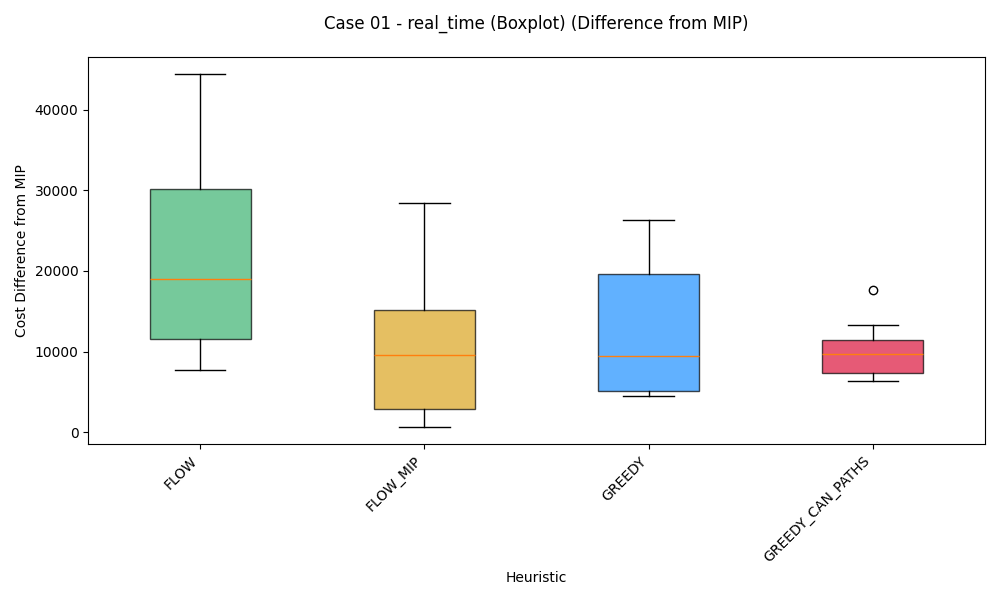 Case 01 - real_time (Boxplot) (Difference from MIP)
Cost Difference from MIP
40000
30000
20000
10000
0
FLOW
FLOW_MIP
GREEDY
GREEDY_CAN_PATHS
Heuristic